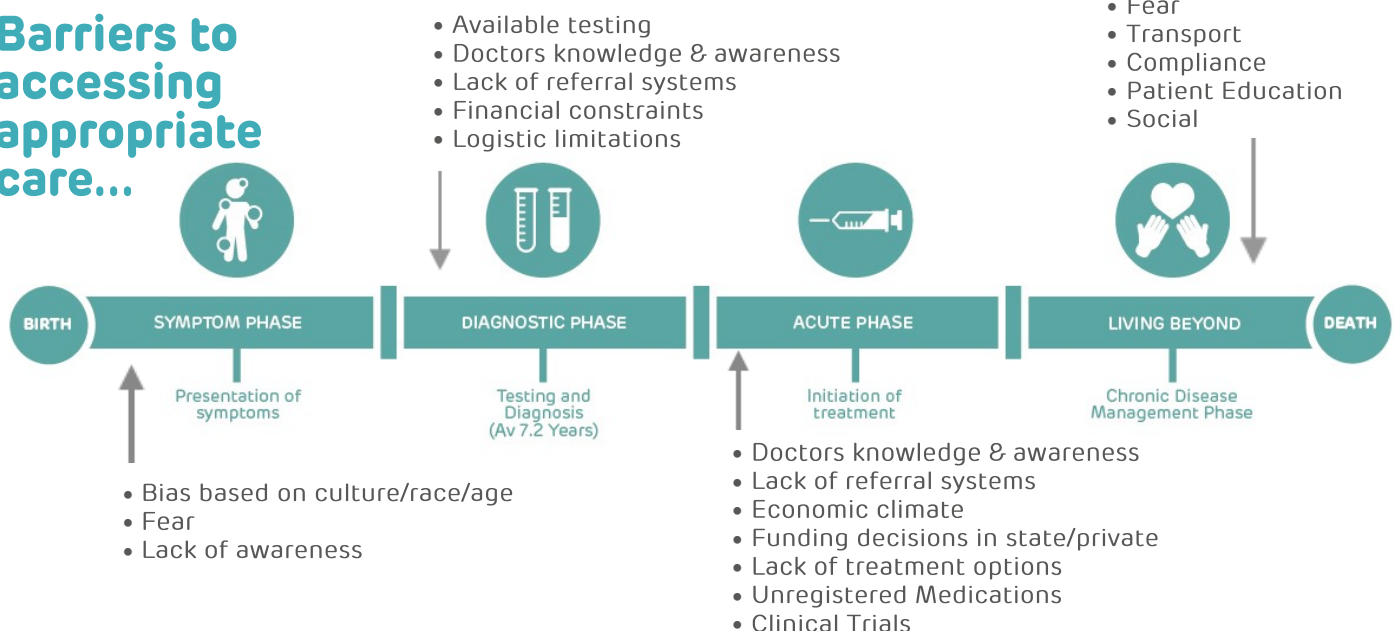 Barriers to
accessing
appropriate
care...
• Available testing
• Doctors knowledge & awareness
• Lack of referral systems
• Financial constraints
• Logistic limitations
• Fear
• Transport
• Compliance
• Patient Education
• Social
BIRTH
SYMPTOM PHASE
DIAGNOSTIC PHASE
ACUTE PHASE
LIVING BEYOND
DEATH
Presentation of
symptoms
Testing and
Diagnosis
(Av 7.2 Years)
Initiation of
treatment
Chronic Disease
Management Phase
• Bias based on culture/race/age
• Fear
• Lack of awareness
• Doctors knowledge & awareness
• Lack of referral systems
• Economic climate
• Funding decisions in state/private
• Lack of treatment options
• Unregistered Medications
• Clinical Trials